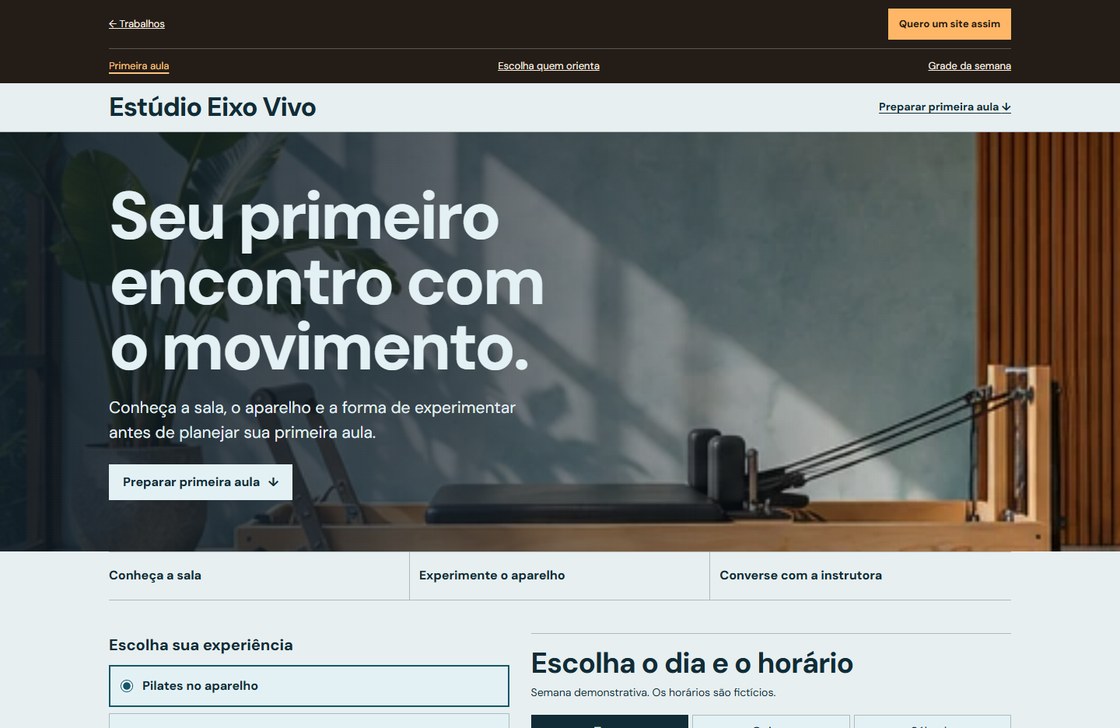 ← Trabalhos
Quero um site assim
Primeira aula
Escolha quem orienta
Grade da semana
Estúdio Eixo Vivo
Preparar primeira aula ↓
Seu primeiro
encontro com
o movimento.
Conheça a sala, o aparelho e a forma de experimentar
antes de planejar sua primeira aula.
Preparar primeira aula ↓
Conheça a sala
Experimente o aparelho
Converse com a instrutora
Escolha sua experiência
Pilates no aparelho
Escolha o dia e o horário
Semana demonstrativa. Os horários são fictícios.